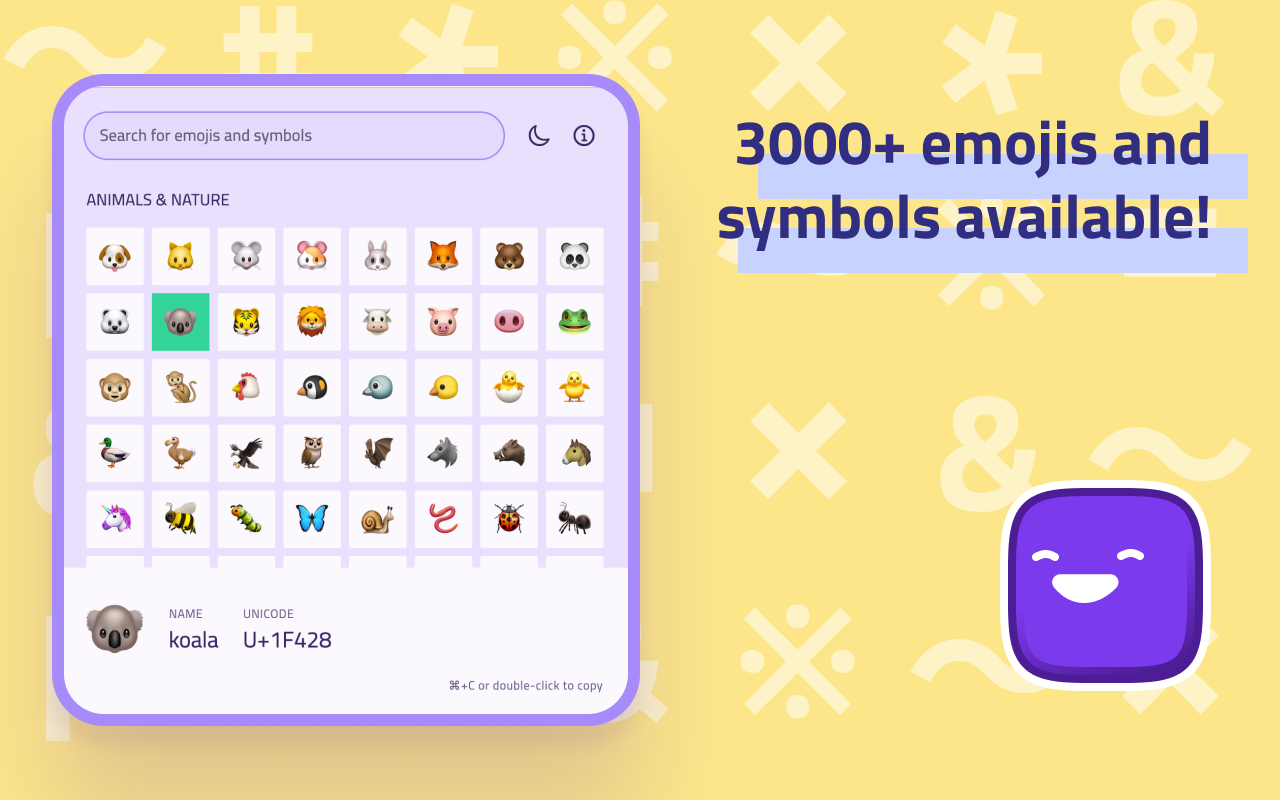 Search for emojis and symbols
ANIMALS & NATURE
NAME UNICODE
koala U+1F428
⌘+C or double-click to copy
3000+ emojis and
symbols available!